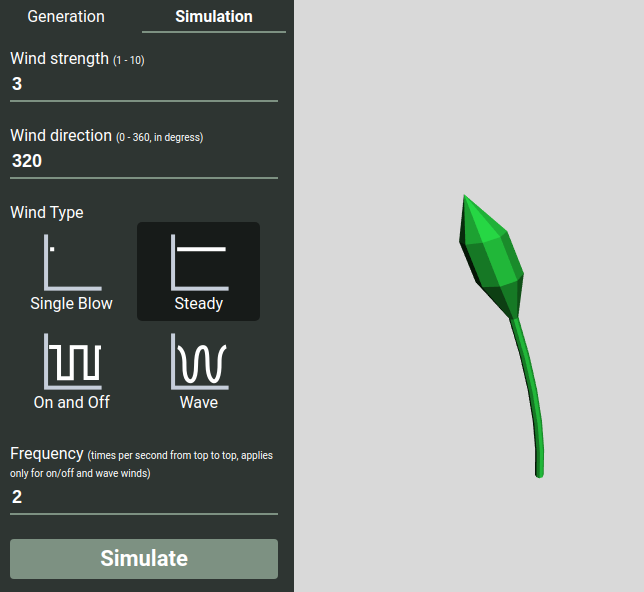 Generation Simulation
Wind strength (1 - 10)
3
Wind direction (0 - 360, in degress)
320
Wind Type
Single Blow Steady
On and Off Wave
Frequency (times per second from top to top, applies
only for on/off and wave winds)
2
Simulate